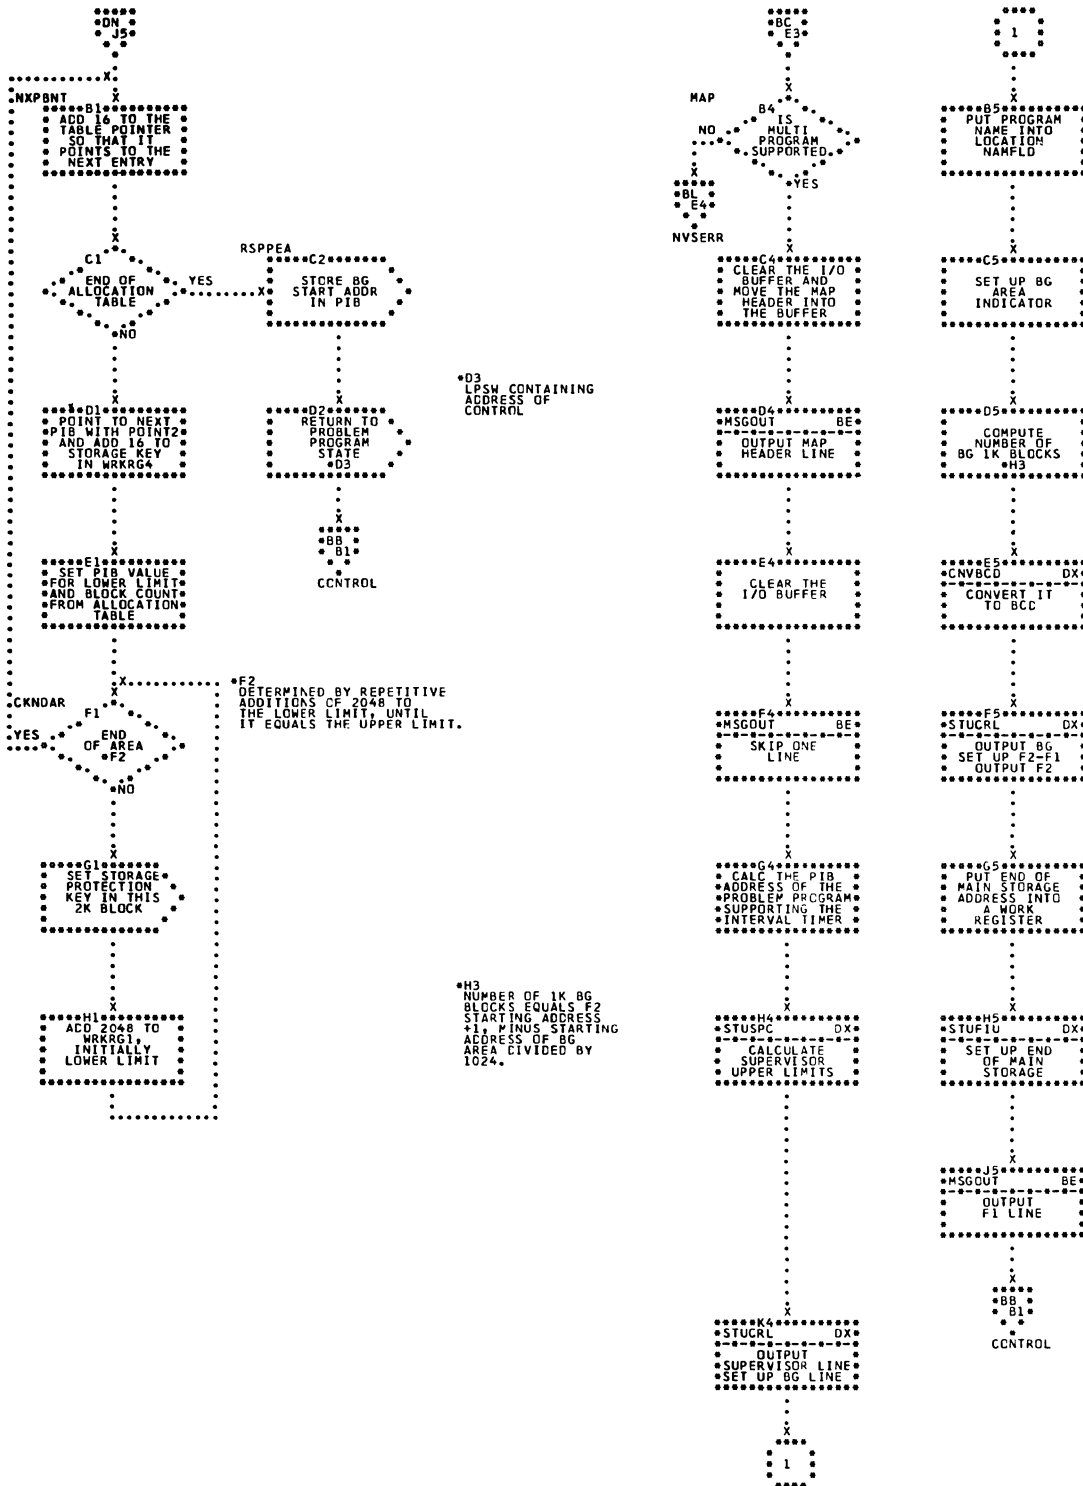 DN
J5
NXPBNT
B1
ADD 16 TO THE
TABLE POINTER
SO THAT IT
POINTS TO THE
NEXT ENTRY
C1
END OF
ALLOCATION
TABLE
YES
NO
RSPPEA
C2
STORE BG
START ADDR
IN PIB
D1
POINT TO NEXT
PIB WITH POINT2
AND ADD 16 TO
STORAGE KEY
IN WRKRG4
D2
RETURN TO
PROBLEM
PROGRAM
STATE
*D3
BB
B1
CONTROL
*D3
LPSW CONTAINING
ADDRESS OF
CONTROL
E1
SET PIB VALUE
FOR LOWER LIMIT
AND BLOCK COUNT
FROM ALLOCATION
TABLE
CKNDAR
F1
END
OF AREA
*F2
YES
NO
*F2
DETERMINED BY REPETITIVE
ADDITIONS OF 2048 TO
THE LOWER LIMIT, UNTIL
IT EQUALS THE UPPER LIMIT.
G1
SET STORAGE
PROTECTION
KEY IN THIS
2K BLOCK
H1
ADD 2048 TO
WRKRG1,
INITIALLY
LOWER LIMIT
*H3
NUMBER OF 1K BG
BLOCKS EQUALS F2
STARTING ADDRESS
+1, MINUS STARTING
ADDRESS OF BG
AREA DIVIDED BY
1024.
BC
E3
MAP
B4
IS
MULTI
PROGRAM
SUPPORTED
NO
YES
BL
E4
NVSERR
C4
CLEAR THE I/O
BUFFER AND
MOVE THE MAP
HEADER INTO
THE BUFFER
D4
MSGOUT BE
OUTPUT MAP
HEADER LINE
E4
CLEAR THE
I/O BUFFER
F4
MSGOUT BE
SKIP ONE
LINE
G4
CALC THE PIB
ADDRESS OF THE
PROBLEM PROGRAM
SUPPORTING THE
INTERVAL TIMER
H4
STUSPC DX
CALCULATE
SUPERVISOR
UPPER LIMITS
K4
STUCRL DX
OUTPUT
SUPERVISOR LINE
SET UP BG LINE
1
1
B5
PUT PROGRAM
NAME INTO
LOCATION
NAMFLD
C5
SET UP BG
AREA
INDICATOR
D5
COMPUTE
NUMBER OF
BG 1K BLOCKS
*H3
E5
CNVBCD DX
CONVERT IT
TO BCD
F5
STUCRL DX
OUTPUT BG
SET UP F2-F1
OUTPUT F2
G5
PUT END OF
MAIN STORAGE
ADDRESS INTO
A WORK
REGISTER
H5
STUFIU DX
SET UP END
OF MAIN
STORAGE
J5
MSGOUT BE
OUTPUT
F1 LINE
BB
B1
CONTROL